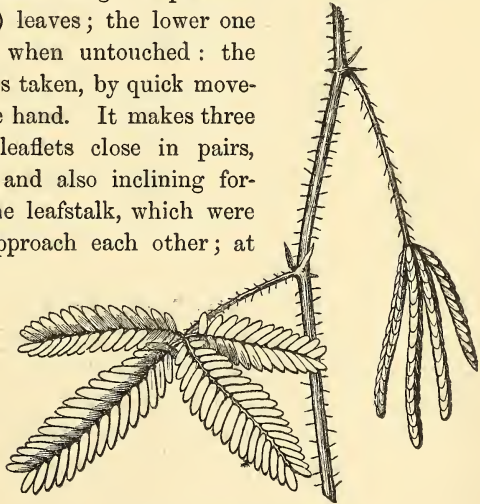 ) leaves; the lower one
when untouched: the
s taken, by quick move-
e hand. It makes three
leaflets close in pairs,
and also inclining for-
ne leafstalk, which were
pproach each other; at